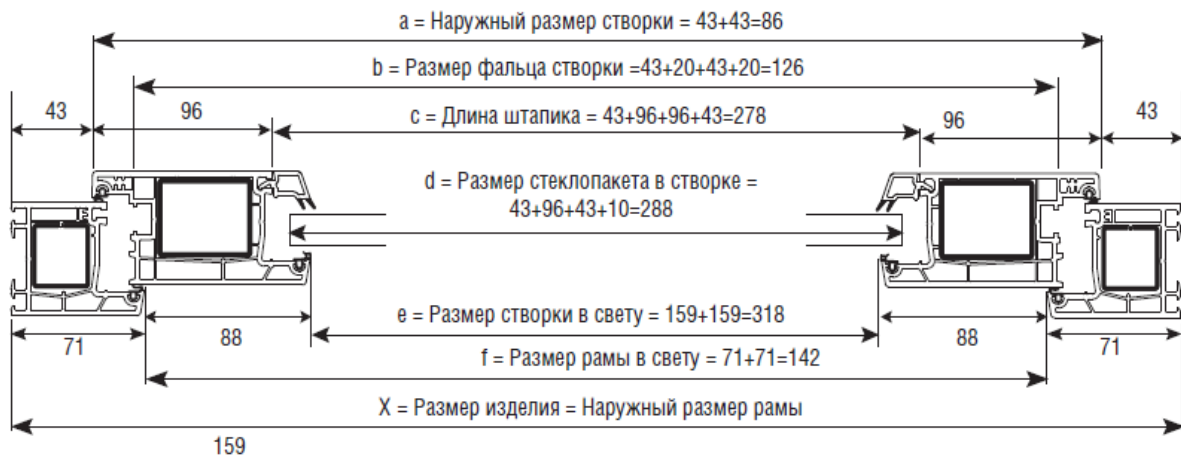 a = Наружный размер створки = 43+43=86
b = Размер фальца створки =43+20+43+20=126
43
96
c = Длина штапика = 43+96+96+43=278
96
43
d = Размер стеклопакета в створке =
43+96+43+10=288
e = Размер створки в свету = 159+159=318
71
88
88
71
f = Размер рамы в свету = 71+71=142
X = Размер изделия = Наружный размер рамы
159